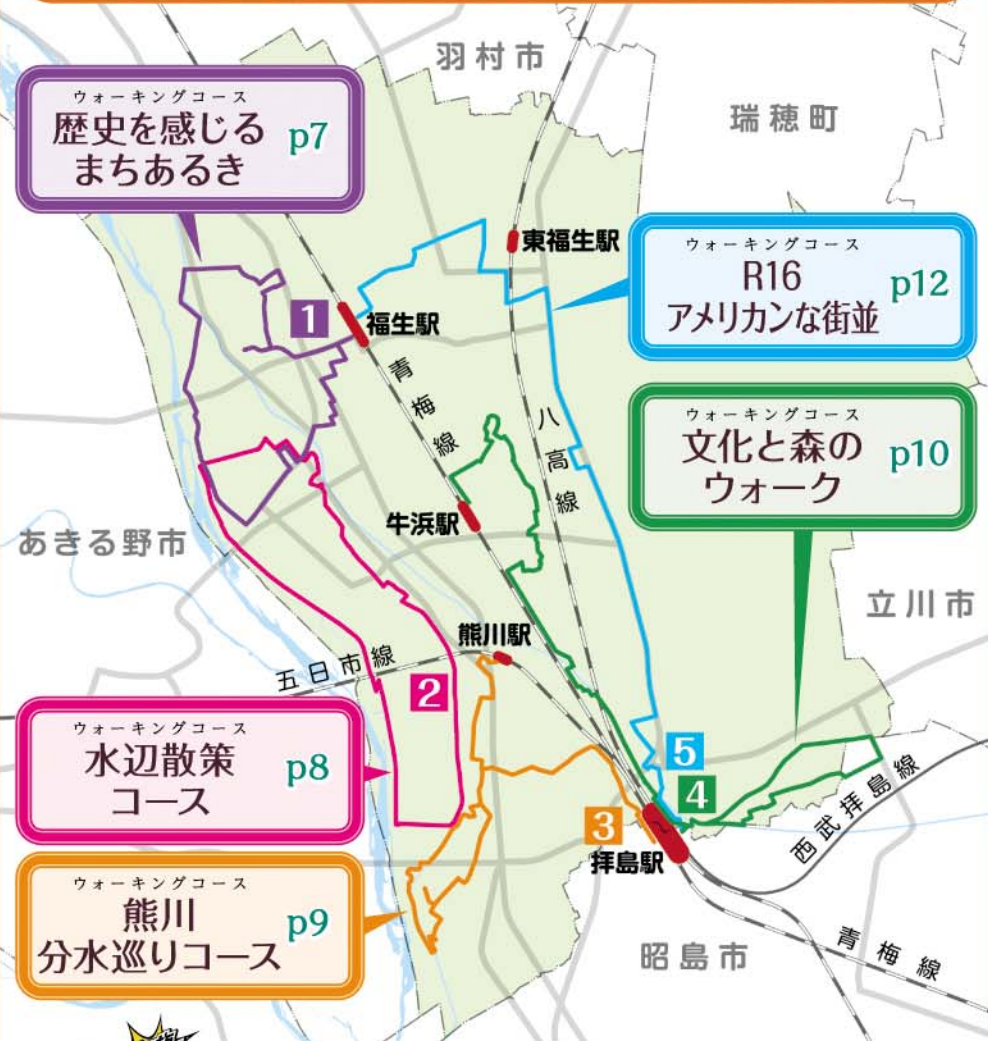 羽村市
瑞穂町
ウォーキングコース
歴史を感じる
まちあるき
p7
東福生駅
ウォーキングコース
R16
アメリカンな街並
p12
1
福生駅
青梅線
八高線
ウォーキングコース
文化と森の
ウォーク
p10
牛浜駅
あきる野市
立川市
熊川駅
五日市線
2
ウォーキングコース
水辺散策
コース
p8
5
4
西武拝島線
3
拝島駅
ウォーキングコース
熊川
分水巡りコース
p9
昭島市
青梅線